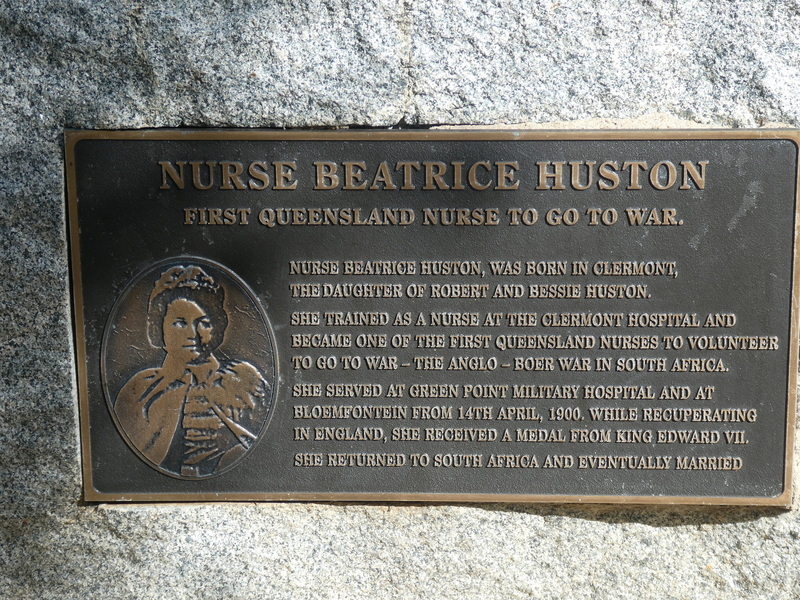 NURSE BEATRICE HUSTON
FIRST QUEENSLAND NURSE TO GO TO WAR.
NURSE BEATRICE HUSTON, WAS BORN IN CLERMONT,
THE DAUGHTER OF ROBERT AND BESSIE HUSTON.
SHE TRAINED AS A NURSE AT THE CLERMONT HOSPITAL AND
BECAME ONE OF THE FIRST QUEENSLAND NURSES TO VOLUNTEER
TO GO TO WAR – THE ANGLO – BOER WAR IN SOUTH AFRICA.
SHE SERVED AT GREEN POINT MILITARY HOSPITAL AND AT
BLOEMFONTEIN FROM 14TH APRIL, 1900. WHILE RECUPERATING
IN ENGLAND, SHE RECEIVED A MEDAL FROM KING EDWARD VII.
SHE RETURNED TO SOUTH AFRICA AND EVENTUALLY MARRIED